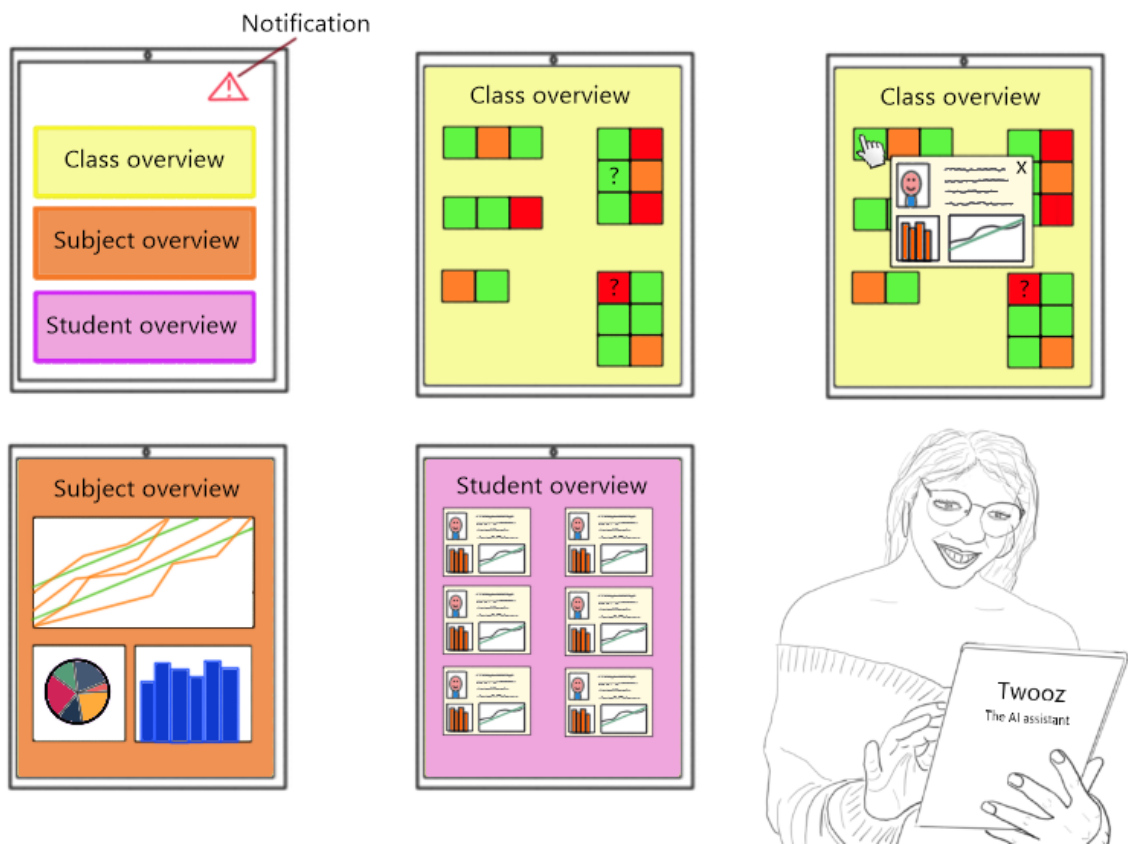 Notification
Class overview
Subject overview
Student overview
Class overview
?
?
Class overview
X
?
Subject overview
Student overview
Twooz
The AI assistant